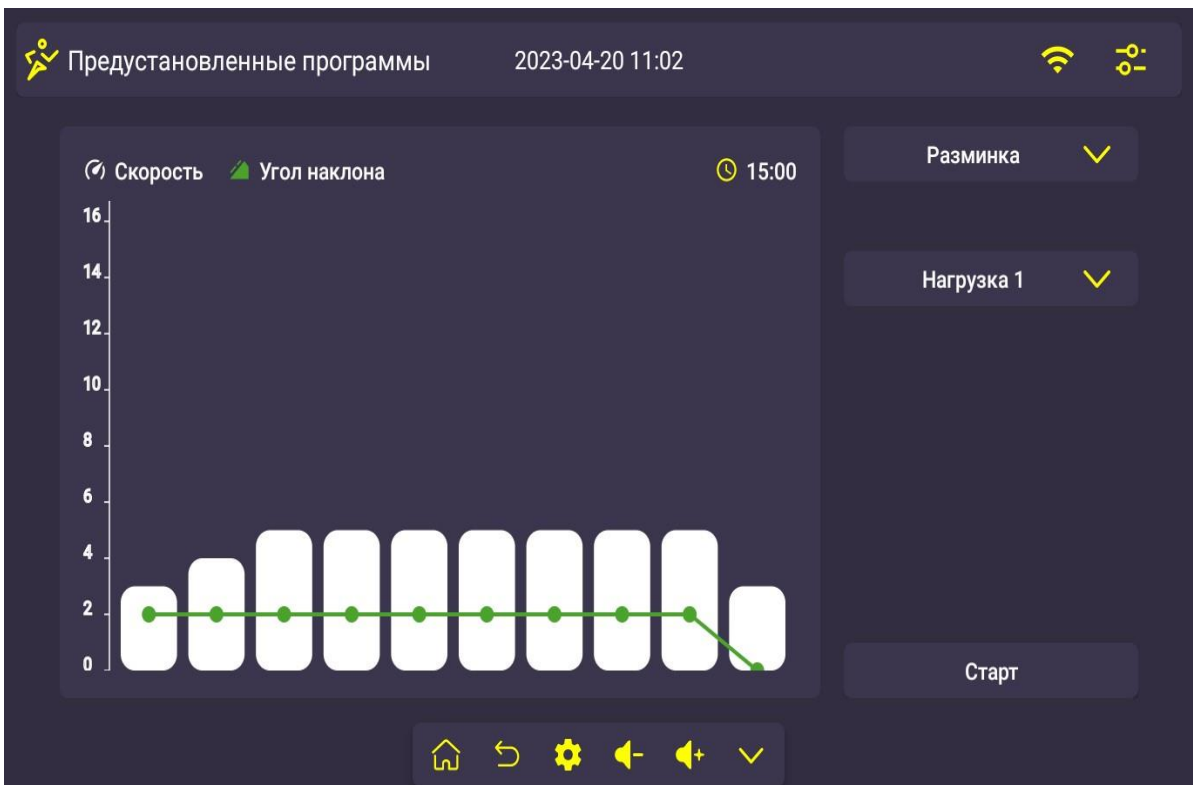 Предустановленные программы
2023-04-20 11:02
Скорость
Угол наклона
15:00
16
14
12
10
8
6
4
2
0
Разминка
Нагрузка 1
Старт